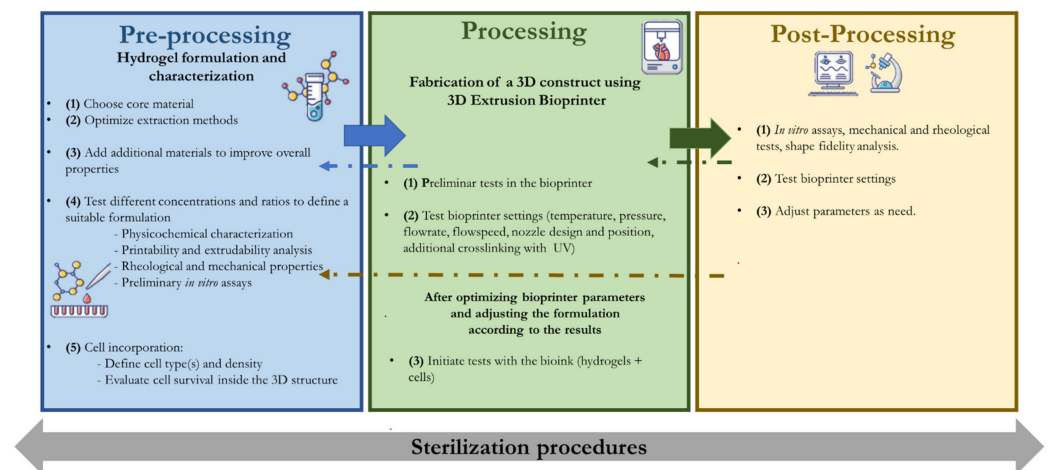 Pre-processing
Hydrogel formulation and
characterization
• (1) Choose core material
• (2) Optimize extraction methods
• (3) Add additional materials to improve overall
properties
• (4) Test different concentrations and ratios to define a
suitable formulation
- Physicochemical characterization
- Printability and extrudability analysis
- Rheological and mechanical properties
- Preliminary in vitro assays
• (5) Cell incorporation:
- Define cell type(s) and density
- Evaluate cell survival inside the 3D structure
Processing
Fabrication of a 3D construct using
3D Extrusion Bioprinter
• (1) Preliminar tests in the bioprinter
• (2) Test bioprinter settings (temperature, pressure,
flowrate, flowspeed, nozzle design and position,
additional crosslinking with UV)
After optimizing bioprinter parameters
and adjusting the formulation
according to the results
• (3) Initiate tests with the bioink (hydrogels +
cells)
Post-Processing
• (1) In vitro assays, mechanical and rheological
tests, shape fidelity analysis.
• (2) Test bioprinter settings
• (3) Adjust parameters as need.
Sterilization procedures